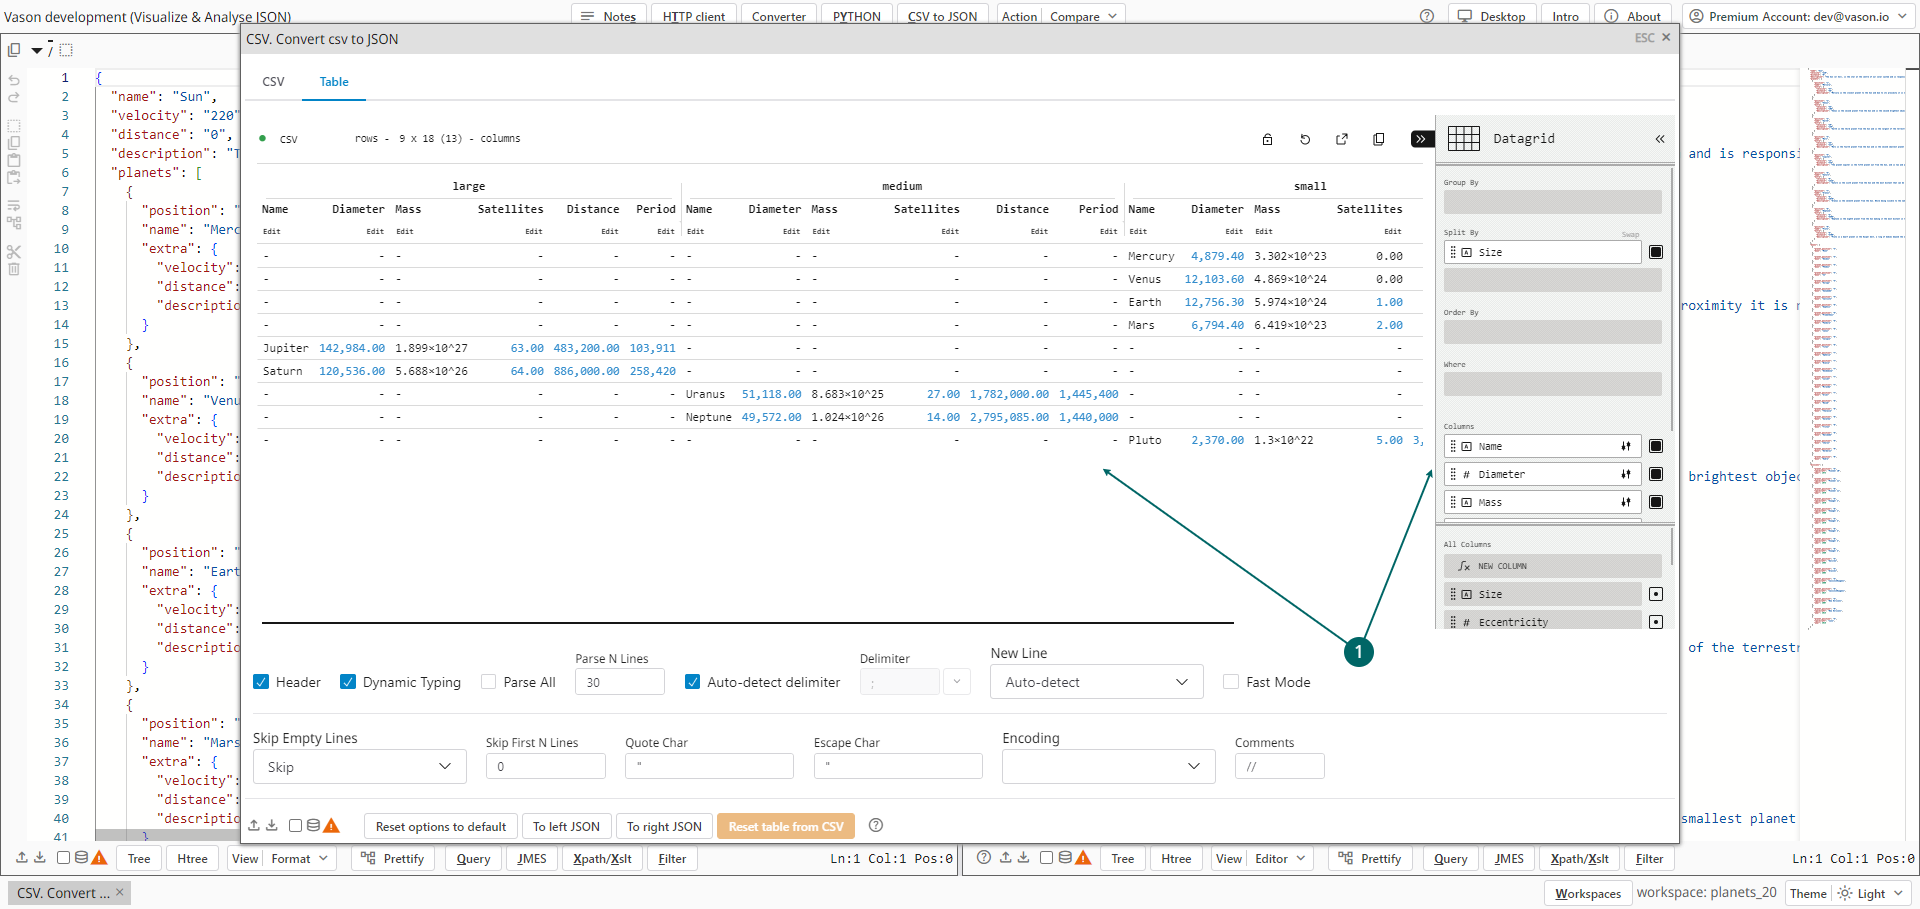 Vason development (Visualize & Analyse JSON)
Notes
HTTP client
Converter
PYTHON
CSV to JSON
Action
Compare
Desktop
Intro
About
Premium Account: dev@vason.io
CSV. Convert csv to JSON
ESC
CSV
Table
/
CSV
rows - 9 x 18 (13) - columns
Datagrid
large medium small
Name Diameter Mass Satellites Distance Period Name Diameter Mass Satellites Distance Period Name Diameter Mass Satellites
Edit Edit Edit Edit Edit Edit Edit Edit Edit Edit Edit Edit Edit Edit Edit Edit
- - - - - - - - - - - - Mercury 4,879.40 3.302×10^23 0.00
- - - - - - - - - - - - Venus 12,103.60 4.869×10^24 0.00
- - - - - - - - - - - - Earth 12,756.30 5.974×10^24 1.00
- - - - - - - - - - - - Mars 6,794.40 6.419×10^23 2.00
Jupiter 142,984.00 1.899×10^27 63.00 483,200.00 103,911 - - - - - - - - - -
Saturn 120,536.00 5.688×10^26 64.00 886,000.00 258,420 - - - - - - - - - -
- - - - - - Uranus 51,118.00 8.683×10^25 27.00 1,782,000.00 1,445,400 - - - -
- - - - - - Neptune 49,572.00 1.024×10^26 14.00 2,795,085.00 1,440,000 - - - -
- - - - - - - - - - - - Pluto 2,370.00 1.3×10^22 5.00 3,
Group By
Split By
Swap
Size
Order By
Where
Columns
Name
# Diameter
Mass
All Columns
NEW COLUMN
Size
# Eccentricity
1
1 {
2 "name": "Sun",
3 "velocity": "220"
4 "distance": "0",
5 "description": "T
6 "planets": [
7 {
8 "position": "
9 "name": "Merc
10 "extra": {
11 "velocity":
12 "distance":
13 "descriptio
14 }
15 },
16 {
17 "position": "
18 "name": "Venu
19 "extra": {
20 "velocity":
21 "distance":
22 "descriptio
23 }
24 },
25 {
26 "position": "
27 "name": "Eart
28 "extra": {
29 "velocity":
30 "distance":
31 "descriptio
32 }
33 },
34 {
35 "position": "
36 "name": "Mars
37 "extra": {
38 "velocity":
39 "distance":
40 "descriptio
41 }
and is responsi
roximity it is
brightest objec
of the terrestr
smallest planet
Header
Dynamic Typing
Parse All
Parse N Lines
30
Auto-detect delimiter
Delimiter
;
New Line
Auto-detect
Fast Mode
Skip Empty Lines
Skip
Skip First N Lines
0
Quote Char
"
Escape Char
"
Encoding
Comments
//
Reset options to default
To left JSON
To right JSON
Reset table from CSV
Tree
Htree
View
Format
Prettify
Query
JMES
Xpath/Xslt
Filter
Ln:1 Col:1 Pos:0
Tree
Htree
View
Editor
Prettify
Query
JMES
Xpath/Xslt
Filter
Ln:1 Col:1 Pos:0
CSV. Convert ...
Workspaces
workspace: planets_20
Theme
Light